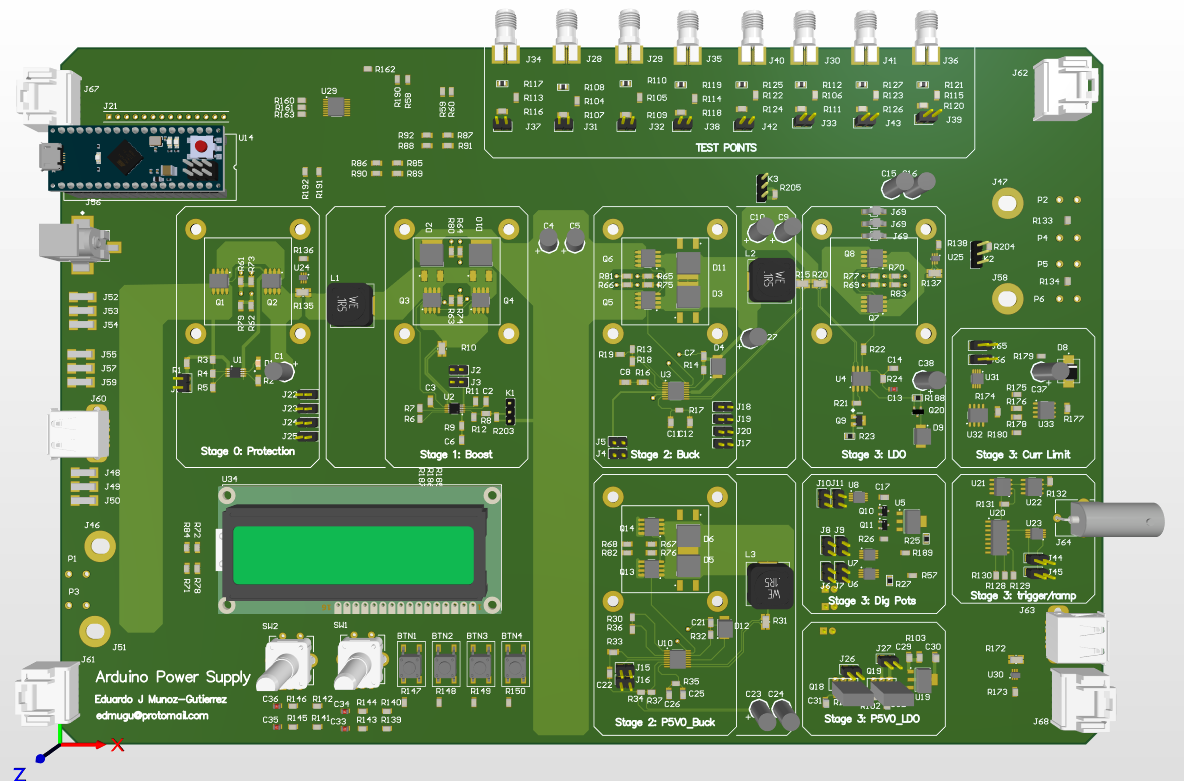 J34 J28 J29 J35 J40 J30 J41 J36
R117 R108 R110 R119 R125 R112 R127 R121
R113 R104 R105 R114 R122 R106 R123 R115
R116 R107 R109 R118 R124 R111 R126 R120
J37 J31 J32 J38 J42 J33 J43 J39
TEST POINTS
J67
J21
U14
R162
U29
R160
R161
R163
R92 R87
R88 R91
R86 R85
R90 R89
R192 R191
J62
K3
R205
J47
P2
R133
P4
P5
R134
P6
J58
R204
K2
J56
J52
J53
J54
J55
J57
J59
J60
J48
J49
J50
J46
P1
P3
J51
J61
R136
U24
R135
Q1 Q2
R61 R73
R79 R62
R3
R4
R5
U1
C1
J22
J23
J24
J25
Stage 0: Protection
L1
D2 R80 R64 D10
Q3 Q4
R63 R74
R10
J2
J3
C3
R11 C2
U2
K1
R7
R6
R9 R8
R12
C6
R203
Stage 1: Boost
C4 C5
Q6
R81
R66
Q5
R65
R75
D11
D3
R19
R13
R18
C8 R16
C7
R14
D4
U3
R17
C11 C12
J18
J19
J20
J17
J5
J4
Stage 2: Buck
C10 C9
L2
R15 R20
C15
J69
J69
J69
Q8
R70
R77
R69
R83
Q7
R138
U25
R137
R22
U4
C14
R24
C13
C38
R188
R21
Q20
Q9
R23
D9
Stage 3: LDO
J65
J66
R179
D8
C37
U31
R174
R175
R176
R178
U33
R177
U32
R180
Stage 3: Curr Limit
U34
R84 R72
R71 R78
Q14
R68
R82
R67
R76
Q13
D6
D5
L3
R30
R36
R33
C21
R32
D12
R31
U10
J15
J16
C22
R34
R37
R35
C25
C26
C23 C24
Stage 2: P5V0_Buck
J10 J11
U8
C17
Q10
Q11
U5
R25
J8 J9
R26
R189
U7
J6 J7
U6
R27
R57
Stage 3: Dig Pots
R103
C29 C30
J27
J26
Q18
U19
C31
Stage 3: P5V0_LDO
U21
R131
U22
R132
U20
U23
J64
J44
J45
R130
R128
R129
Stage 3: trigger/ramp
J63
R172
U30
R173
J68
SW2 SW1
BTN1 BTN2 BTN3 BTN4
R148 R149 R150
C36 R146 R142
C35 R145 R141
C34 R144 R140
C33 R143 R139
Arduino Power Supply
Eduardo J Munoz-Gutierrez
edmugu@protomail.com
X
Z